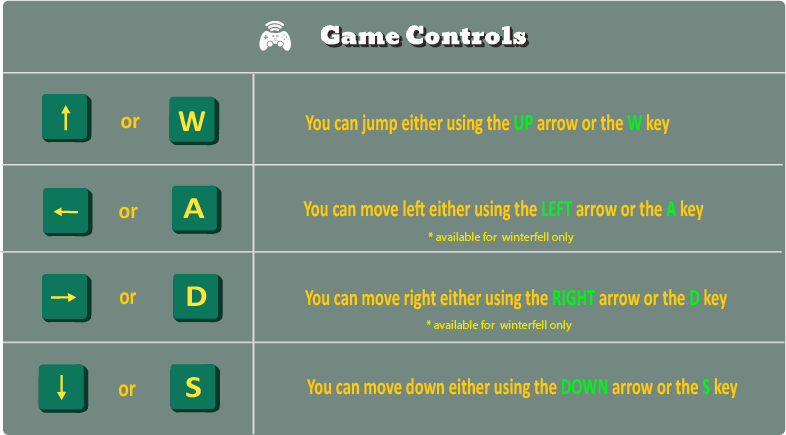 Game Controls
↑ or W
You can jump either using the UP arrow or the W key
← or A
You can move left either using the LEFT arrow or the A key
* available for winterfell only
→ or D
You can move right either using the RIGHT arrow or the D key
* available for winterfell only
↓ or S
You can move down either using the DOWN arrow or the S key